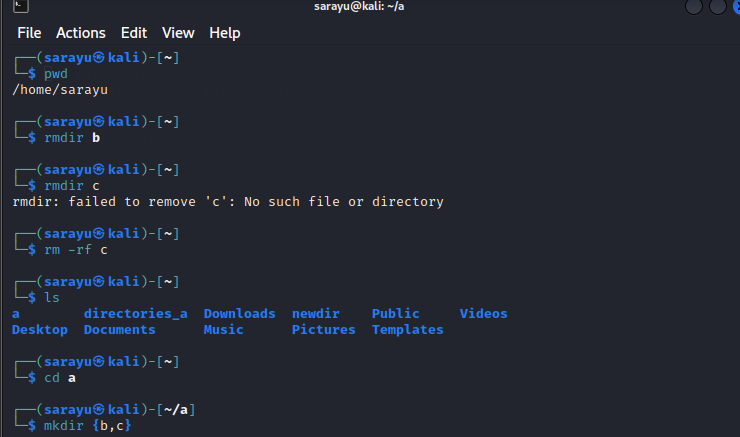 sarayu@kali: ~/a
File Actions Edit View Help
┌──(sarayu㉿kali)-[~]
└─$ pwd
/home/sarayu
┌──(sarayu㉿kali)-[~]
└─$ rmdir b
┌──(sarayu㉿kali)-[~]
└─$ rmdir c
rmdir: failed to remove 'c': No such file or directory
┌──(sarayu㉿kali)-[~]
└─$ rm -rf c
┌──(sarayu㉿kali)-[~]
└─$ ls
a directories_a Downloads newdir Public Videos
Desktop Documents Music Pictures Templates
┌──(sarayu㉿kali)-[~]
└─$ cd a
┌──(sarayu㉿kali)-[~/a]
└─$ mkdir {b,c}